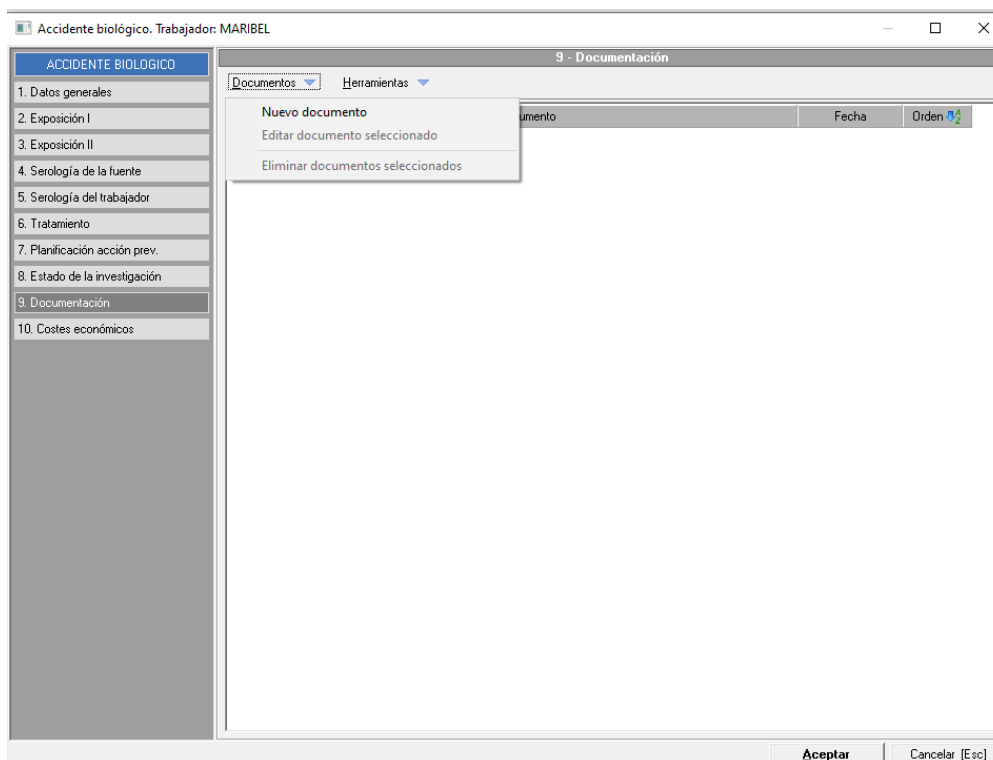 Accidente biológico. Trabajador: MARIBEL
ACCIDENTE BIOLOGICO
1. Datos generales
2. Exposición I
3. Exposición II
4. Serología de la fuente
5. Serología del trabajador
6. Tratamiento
7. Planificación acción prev.
8. Estado de la investigación
9. Documentación
10. Costes económicos
9 - Documentación
Documentos Herramientas
Nuevo documento
Editar documento seleccionado
Eliminar documentos seleccionados
umento Fecha Orden
Aceptar Cancelar [Esc]